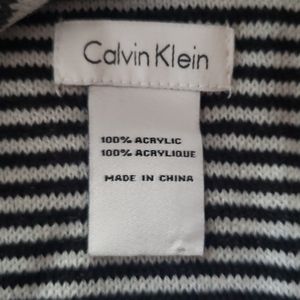 Calvin Klein
100% ACRYLIC
100% ACRYLIQUE
MADE IN CHINA